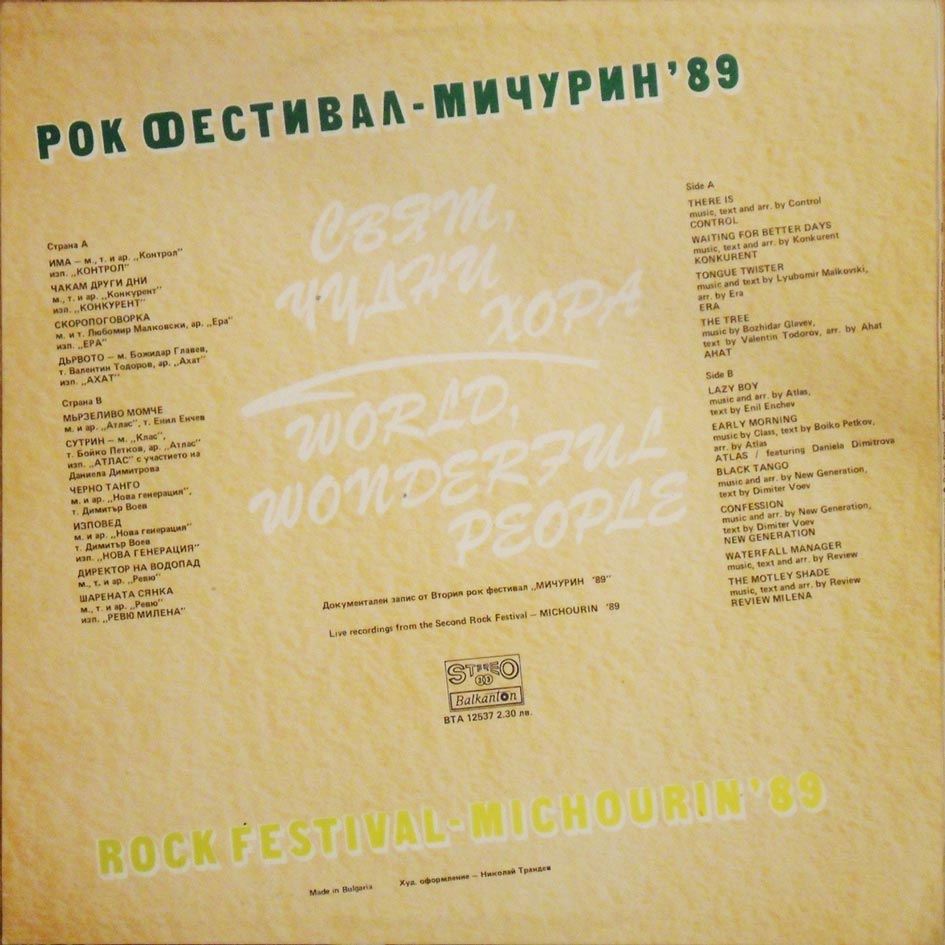 РОК ФЕСТИВАЛ-МИЧУРИН'89
СВЯТ,
ЧУДНИ
ХОРА
WORLD,
WONDERFUL
PEOPLE
Страна А
ИМА – м., т. и ар. „Контрол"
изп. „КОНТРОЛ"
ЧАКАМ ДРУГИ ДНИ
м., т. и ар. „Конкурент"
изп. „КОНКУРЕНТ"
СКОРОПОГОВОРКА
м. и т. Любомир Малковски, ар. „Ера"
изп. „ЕРА"
ДЪРВОТО – м. Божидар Главев,
т. Валентин Тодоров, ар. „Ахат"
изп. „АХАТ"
Страна В
МЪРЗЕЛИВО МОМЧЕ
м. и ар. „Атлас", т. Енил Енчев
СУТРИН – м. „Клас",
т. Бойко Петков, ар. „Атлас"
изп. „АТЛАС" с участието на
Даниела Димитрова
ЧЕРНО ТАНГО
м. и ар. „Нова генерация",
т. Димитър Воев
ИЗПОВЕД
м. и ар. „Нова генерация"
т. Димитър Воев
изп. „НОВА ГЕНЕРАЦИЯ"
ДИРЕКТОР НА ВОДОПАД
м., т. и ар. „Ревю"
ШАРЕНАТА СЯНКА
м., т. и ар. „Ревю"
изп. „РЕВЮ МИЛЕНА"
Side A
THERE IS
music, text and arr. by Control
CONTROL
WAITING FOR BETTER DAYS
music, text and arr. by Konkurent
KONKURENT
TONGUE TWISTER
music and text by Lyubomir Malkovski,
arr. by Era
ERA
THE TREE
music by Bozhidar Glavev,
text by Valentin Todorov, arr. by Ahat
AHAT
Side B
LAZY BOY
music and arr. by Atlas,
text by Enil Enchev
EARLY MORNING
music by Class, text by Boiko Petkov,
arr. by Atlas
ATLAS / featuring Daniela Dimitrova
BLACK TANGO
music and arr. by New Generation,
text by Dimiter Voev
CONFESSION
music and arr. by New Generation,
text by Dimiter Voev
NEW GENERATION
WATERFALL MANAGER
music, text and arr. by Review
THE MOTLEY SHADE
music, text and arr. by Review
REVIEW MILENA
Документален запис от Втория рок фестивал „МИЧУРИН '89"
Live recordings from the Second Rock Festival – MICHOURIN '89
STEREO
33
Balkanton
ВТА 12537 2.30 лв.
ROCK FESTIVAL-MICHOURIN'89
Made in Bulgaria Худ. оформление – Николай Трандев